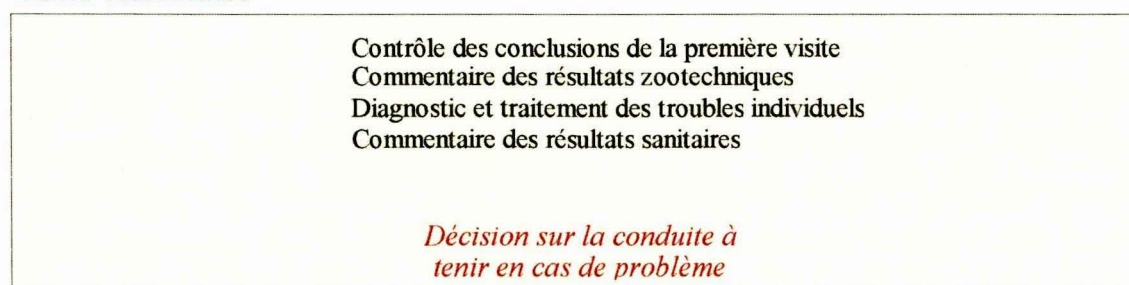 Contrôle des conclusions de la première visite
Commentaire des résultats zootechniques
Diagnostic et traitement des troubles individuels
Commentaire des résultats sanitaires
Décision sur la conduite à
tenir en cas de problème